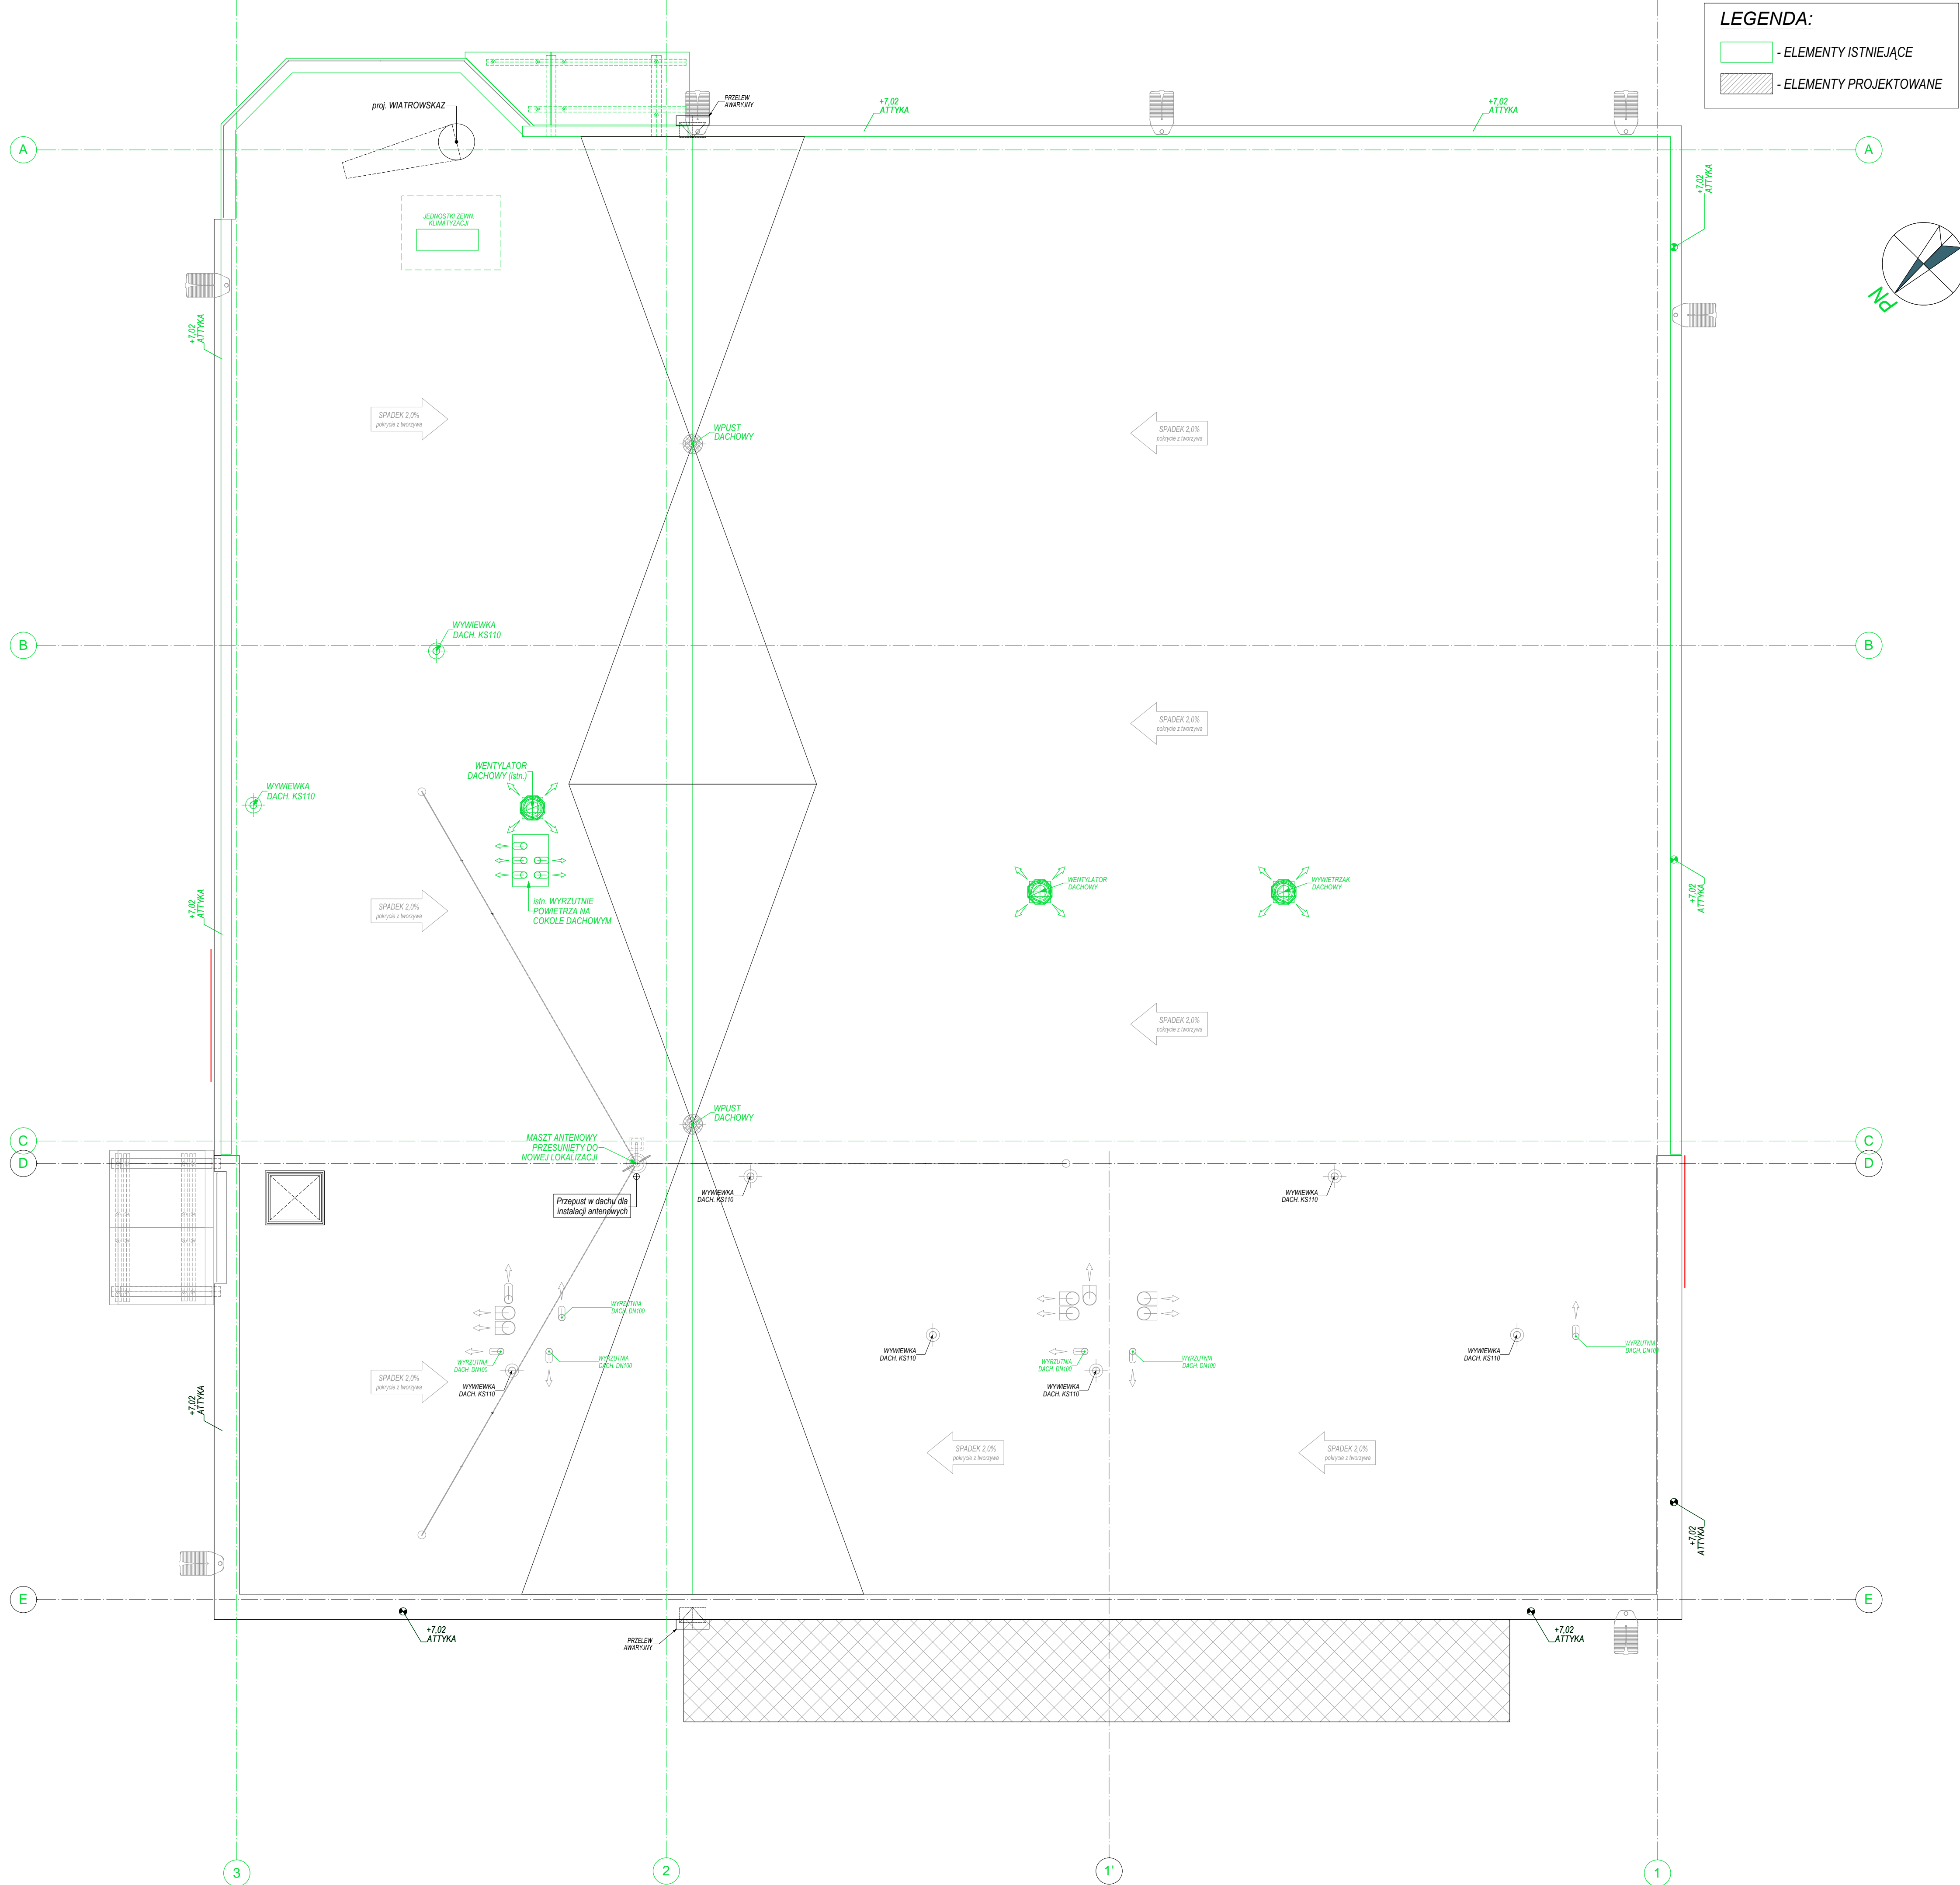 LEGENDA:
- ELEMENTY ISTNIEJĄCE
- ELEMENTY PROJEKTOWANE
PRZELEW
AWARYJNY
proj. WIATROWSKAZ
+7,02
ATTYKA
+7,02
ATTYKA
A
A
+7,02
ATTYKA
JEDNOSTKI ZEWN.
KLIMATYZACJI
PN
+7,02
ATTYKA
SPADEK 2,0%
pokrycie z tworzywa
WPUST
DACHOWY
SPADEK 2,0%
pokrycie z tworzywa
WYWIEWKA
DACH. KS110
B
B
SPADEK 2,0%
pokrycie z tworzywa
WENTYLATOR
DACHOWY (istn.)
WYWIEWKA
DACH. KS110
WENTYLATOR
DACHOWY
WYWIETRZAK
DACHOWY
+7,02
ATTYKA
+7,02
ATTYKA
SPADEK 2,0%
pokrycie z tworzywa
istn. WYRZUTNIE
POWIETRZA NA
COKOLE DACHOWYM
SPADEK 2,0%
pokrycie z tworzywa
WPUST
DACHOWY
C
C
MASZT ANTENOWY
PRZESUNIĘTY DO
NOWEJ LOKALIZACJI
D
D
Przepust w dachu dla
instalacji antenowych
WYWIEWKA
DACH. KS110
WYWIEWKA
DACH. KS110
WYRZUTNIA
DACH. DN100
WYRZUTNIA
DACH. DN100
WYRZUTNIA
DACH. DN100
WYWIEWKA
DACH. KS110
WYRZUTNIA
DACH. DN100
WYRZUTNIA
DACH. DN100
WYWIEWKA
DACH. KS110
WYRZUTNIA
DACH. DN100
SPADEK 2,0%
pokrycie z tworzywa
WYWIEWKA
DACH. KS110
WYWIEWKA
DACH. KS110
+7,02
ATTYKA
SPADEK 2,0%
pokrycie z tworzywa
SPADEK 2,0%
pokrycie z tworzywa
+7,02
ATTYKA
E
E
+7,02
ATTYKA
PRZELEW
AWARYJNY
+7,02
ATTYKA
3
2
1'
1